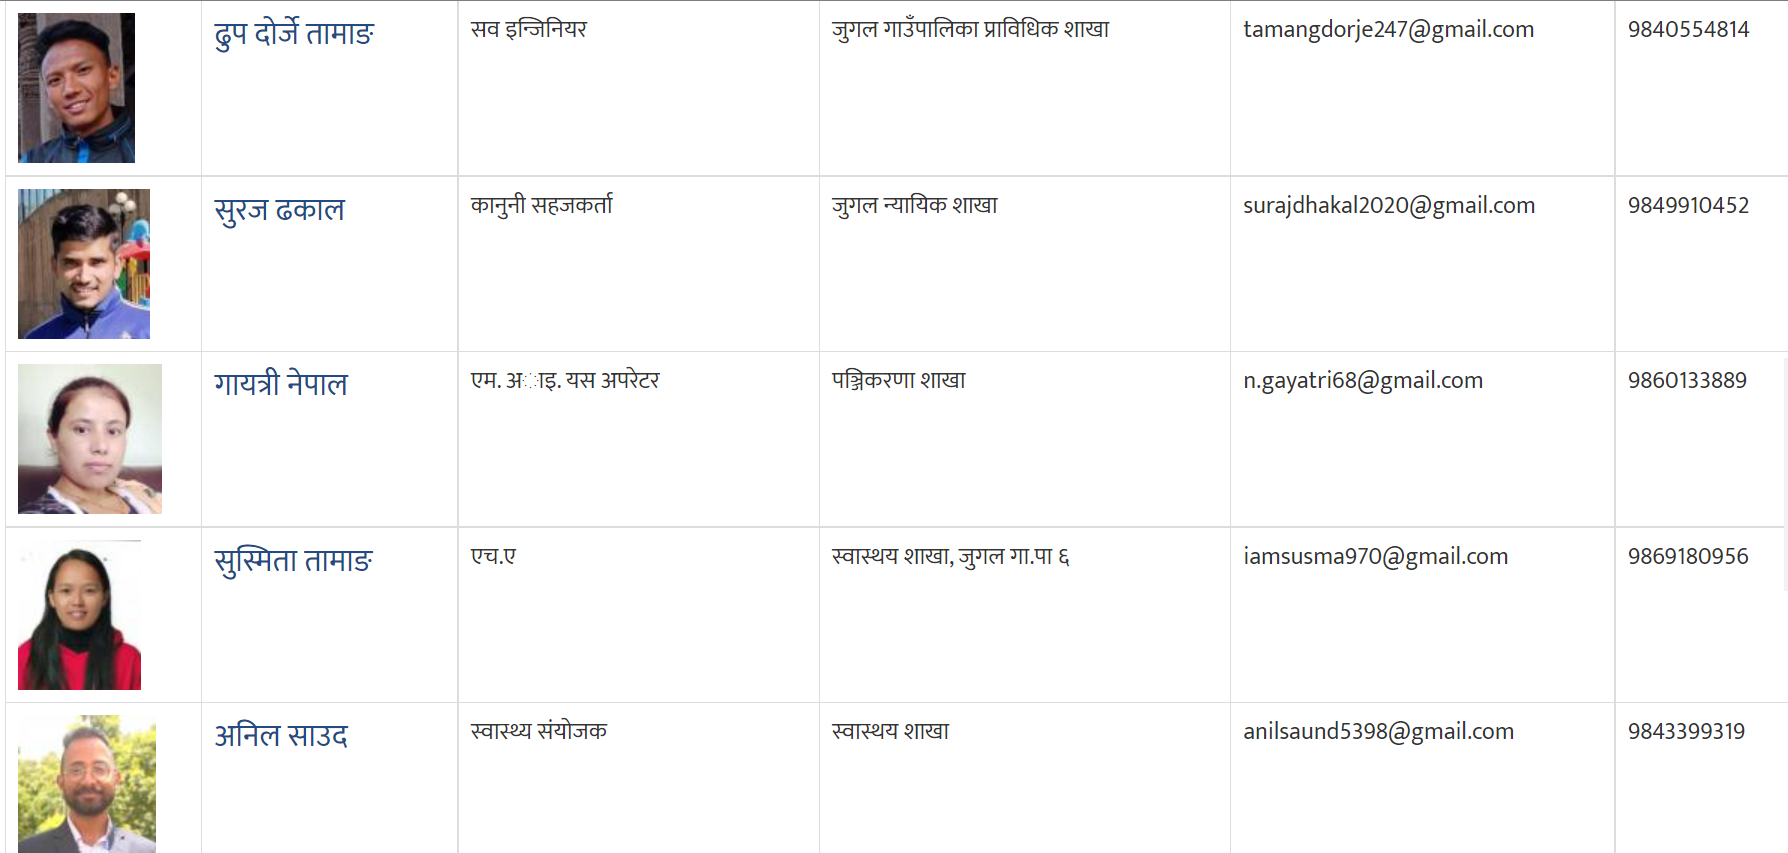 ढुप दोर्जे तामाङ सव इन्जिनियर जुगल गाउँपालिका प्राविधिक शाखा tamangdorje247@gmail.com 9840554814
सुरज ढकाल कानुनी सहजकर्ता जुगल न्यायिक शाखा surajdhakal2020@gmail.com 9849910452
गायत्री नेपाल एम. अाइ. यस अपरेटर पञ्जिकरणा शाखा n.gayatri68@gmail.com 9860133889
सुस्मिता तामाङ एच.ए स्वास्थय शाखा, जुगल गा.पा ६ iamsusma970@gmail.com 9869180956
अनिल साउद स्वास्थ्य संयोजक स्वास्थय शाखा anilsaund5398@gmail.com 9843399319